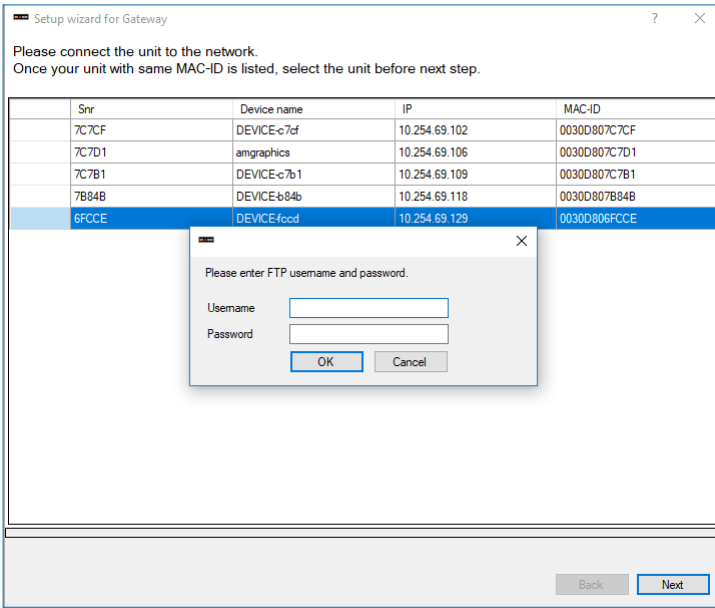 Setup wizard for Gateway ?
Please connect the unit to the network.
Once your unit with same MAC-ID is listed, select the unit before next step.
Snr Device name IP MAC-ID
7C7CF DEVICE-c7cf 10.254.69.102 0030D807C7CF
7C7D1 amgraphics 10.254.69.106 0030D807C7D1
7C7B1 DEVICE-c7b1 10.254.69.109 0030D807C7B1
7B84B DEVICE-b84b 10.254.69.118 0030D807B84B
6FCCE DEVICE-fccd 10.254.69.129 0030D806FCCE
Please enter FTP username and password.
Username
Password
OK Cancel
Back Next